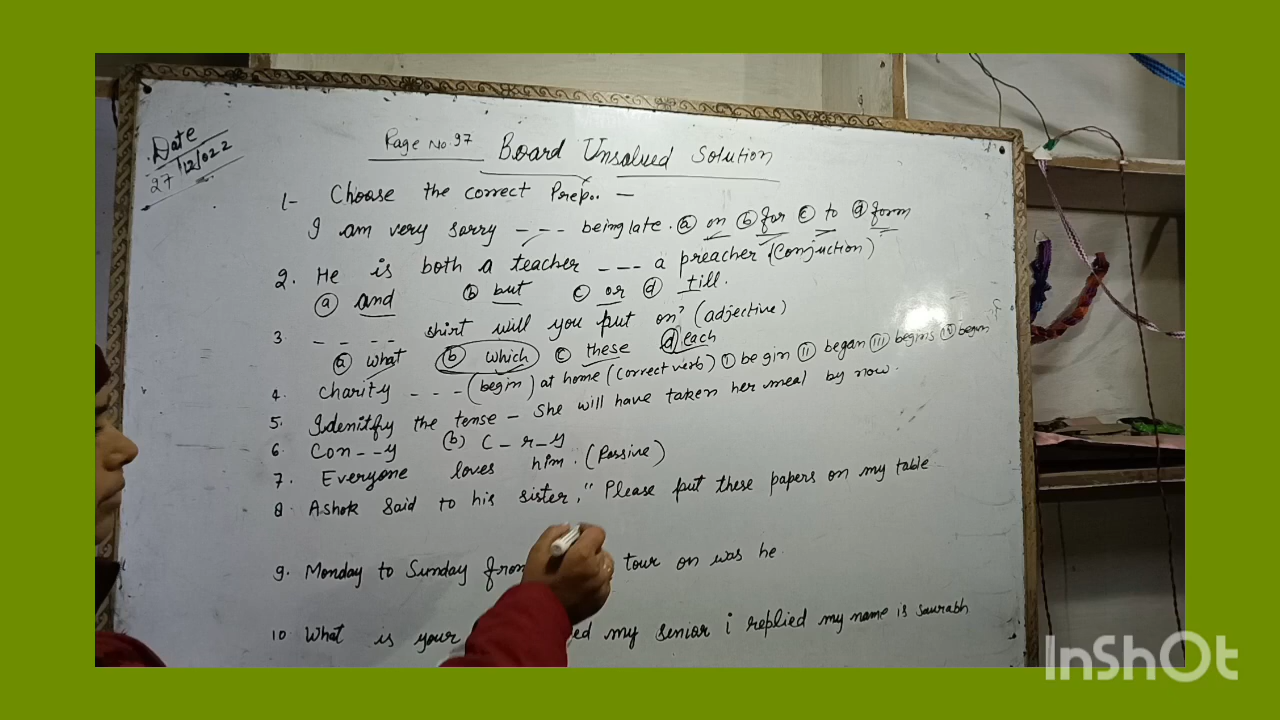 Date
27/12/022
Page No. 97 Board Unsolved Solution
1- Choose the correct Prep.. -
I am very sorry - - - being late. (a) on (b) for (c) to (d) form
2. He is both a teacher - - - a preacher (Conjuction)
(a) and (b) but (c) or (d) till.
3 - - - - shirt will you put on? (adjective)
(a) what (b) which (c) these (d) each
4. Charity - - - (begin) at home (correct verb) (i) begin (ii) began (iii) begins (iv) begun
5. Idenitfy the tense - She will have taken her meal by now.
6 Con - - y (b) C - r - y
7. Everyone loves him. (Passive)
8 Ashok Said to his sister, " Please put these papers on my table
9. Monday to Sunday tour on was he
10 What is your my senior i replied my name is saurabh
InShOt